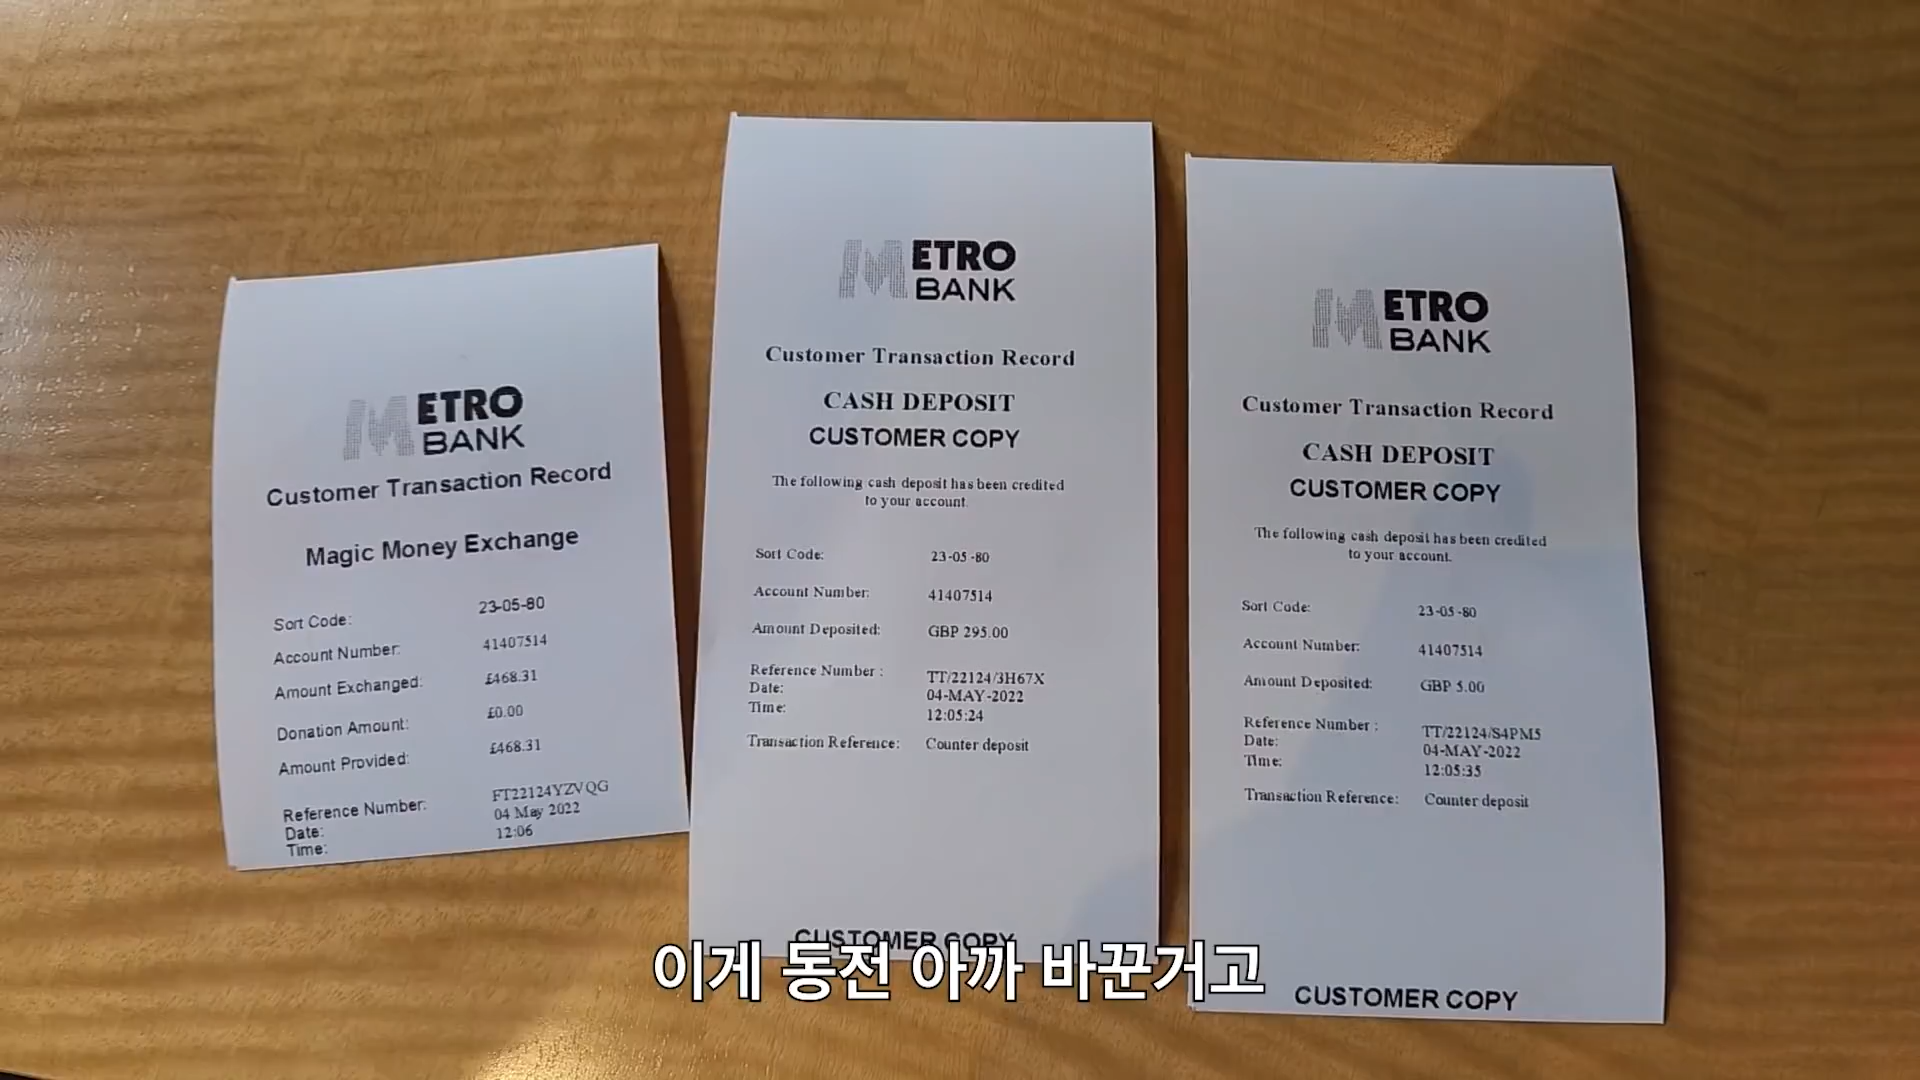 METRO
BANK
Customer Transaction Record
Magic Money Exchange
Sort Code: 23-05-80
Account Number: 41407514
Amount Exchanged: £468.31
Donation Amount: £0.00
Amount Provided: £468.31
Reference Number: FT22124YZVQG
Date: 04 May 2022
Time: 12:06
METRO
BANK
Customer Transaction Record
CASH DEPOSIT
CUSTOMER COPY
The following cash deposit has been credited
to your account.
Sort Code: 23-05-80
Account Number: 41407514
Amount Deposited: GBP 295.00
Reference Number : TT/22124/3H67X
Date: 04-MAY-2022
Time: 12:05:24
Transaction Reference: Counter deposit
CUSTOMER COPY
METRO
BANK
Customer Transaction Record
CASH DEPOSIT
CUSTOMER COPY
The following cash deposit has been credited
to your account.
Sort Code: 23-05-80
Account Number: 41407514
Amount Deposited: GBP 5.00
Reference Number : TT/22124/S4PM5
Date: 04-MAY-2022
Time: 12:05:35
Transaction Reference: Counter deposit
CUSTOMER COPY
이게 동전 아까 바꾼거고